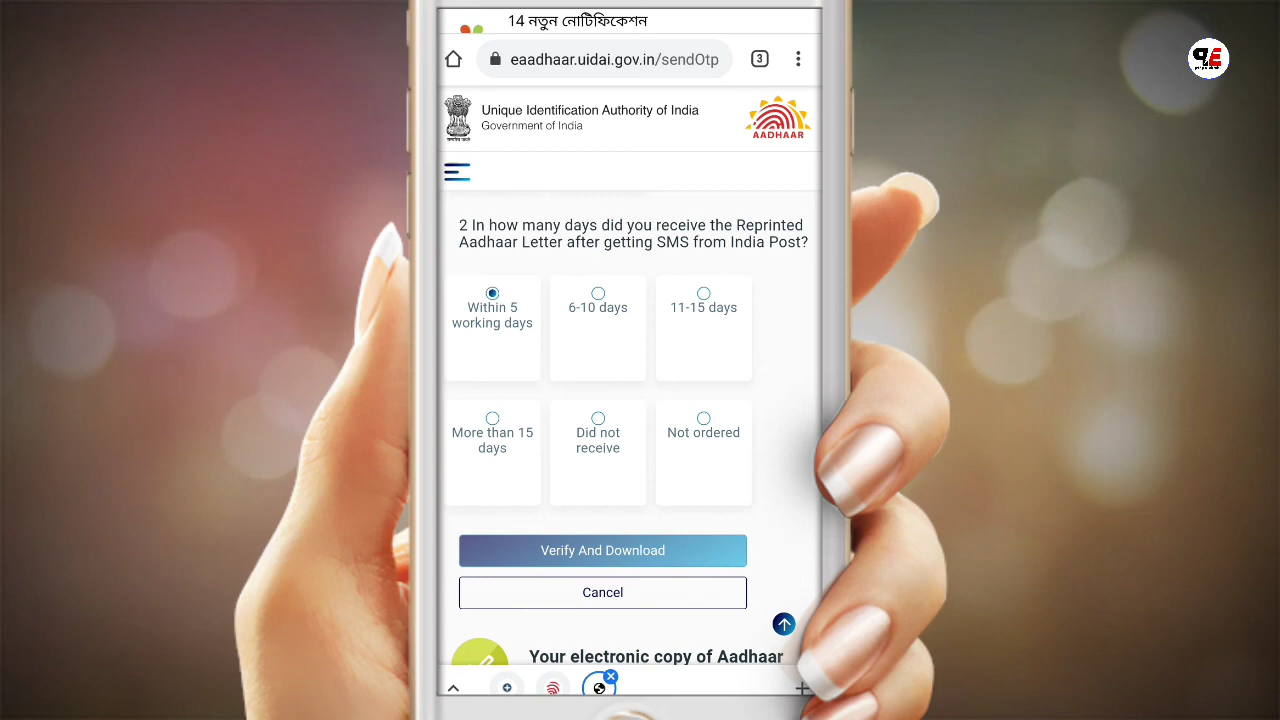 14 নতুন নোটিফিকেশন
eaadhaar.uidai.gov.in/sendOtp
3
Unique Identification Authority of India
Government of India
AADHAAR
2 In how many days did you receive the Reprinted
Aadhaar Letter after getting SMS from India Post?
Within 5
working days
6-10 days
11-15 days
More than 15
days
Did not
receive
Not ordered
Verify And Download
Cancel
Your electronic copy of Aadhaar